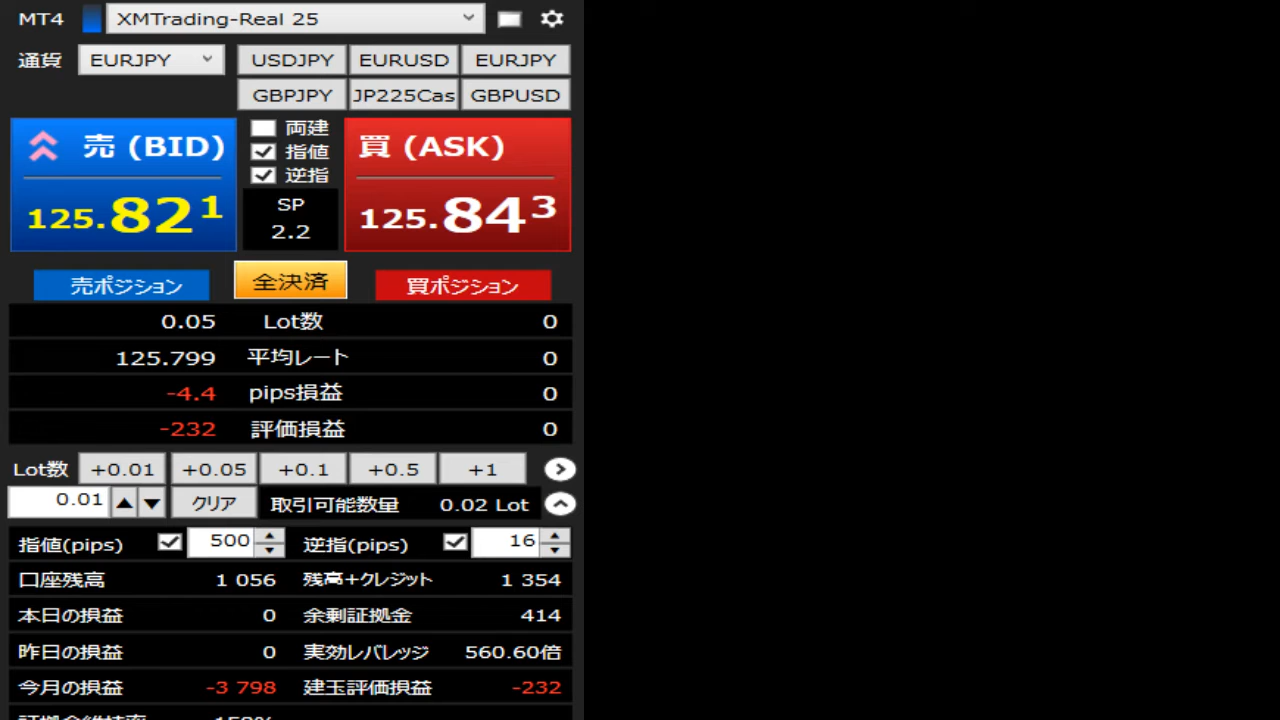 MT4 XMTrading-Real 25
通貨 EURJPY USDJPY EURUSD EURJPY
GBPJPY JP225Cas GBPUSD
売 (BID) 両建 買 (ASK)
指値
逆指
125.821 SP 125.843
2.2
売ポジション 全決済 買ポジション
0.05 Lot数 0
125.799 平均レート 0
-4.4 pips損益 0
-232 評価損益 0
Lot数 +0.01 +0.05 +0.1 +0.5 +1
0.01 クリア 取引可能数量 0.02 Lot
指値(pips) 500 逆指(pips) 16
口座残高 1 056 残高+クレジット 1 354
本日の損益 0 余剰証拠金 414
昨日の損益 0 実効レバレッジ 560.60倍
今月の損益 -3 798 建玉評価損益 -232